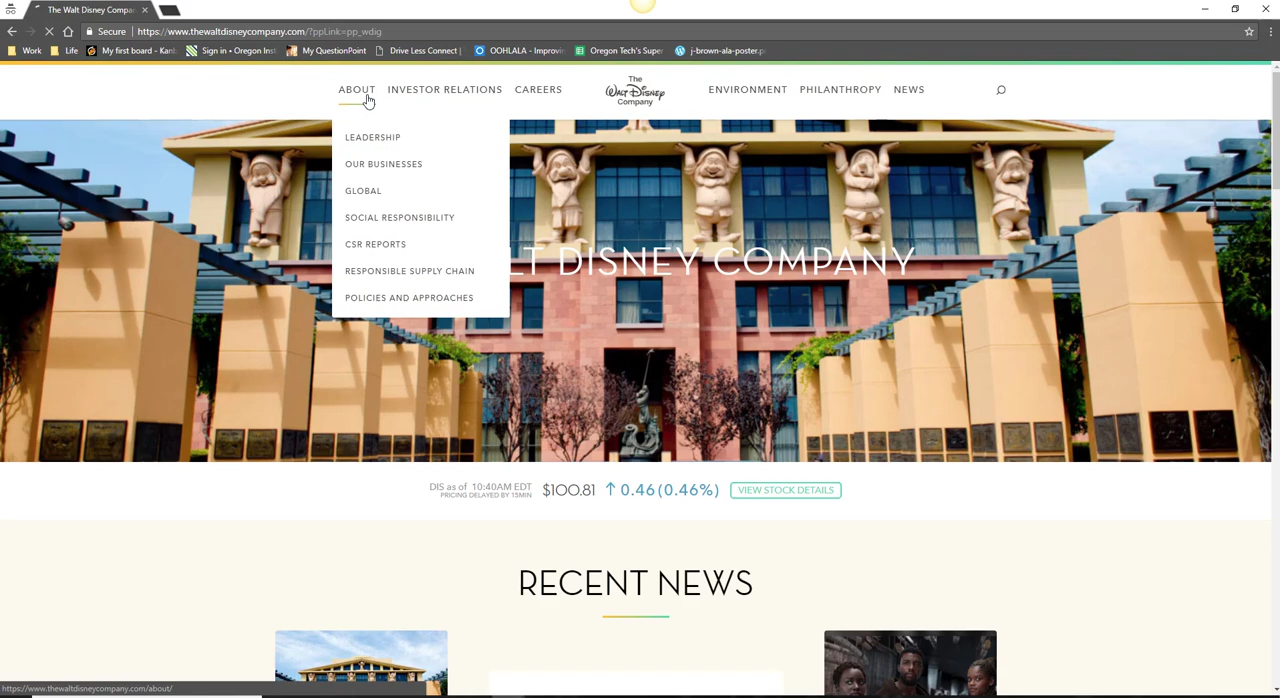 The Walt Disney Compa
Secure
https://www.thewaltdisneycompany.com/?ppLink=pp_wdig
Work
Life
My first board - Kanb
Sign in • Oregon Insti
My QuestionPoint
Drive Less Connect |
OOHLALA - Improvin
Oregon Tech's Super
j-brown-ala-poster.p
ABOUT
INVESTOR RELATIONS
CAREERS
The
Walt Disney
Company
ENVIRONMENT
PHILANTHROPY
NEWS
LEADERSHIP
OUR BUSINESSES
GLOBAL
SOCIAL RESPONSIBILITY
CSR REPORTS
RESPONSIBLE SUPPLY CHAIN
POLICIES AND APPROACHES
LT DISNEY COMPANY
DIS as of 10:40AM EDT
PRICING DELAYED BY 15MIN
$100.81
↑ 0.46 (0.46%)
VIEW STOCK DETAILS
RECENT NEWS
https://www.thewaltdisneycompany.com/about/